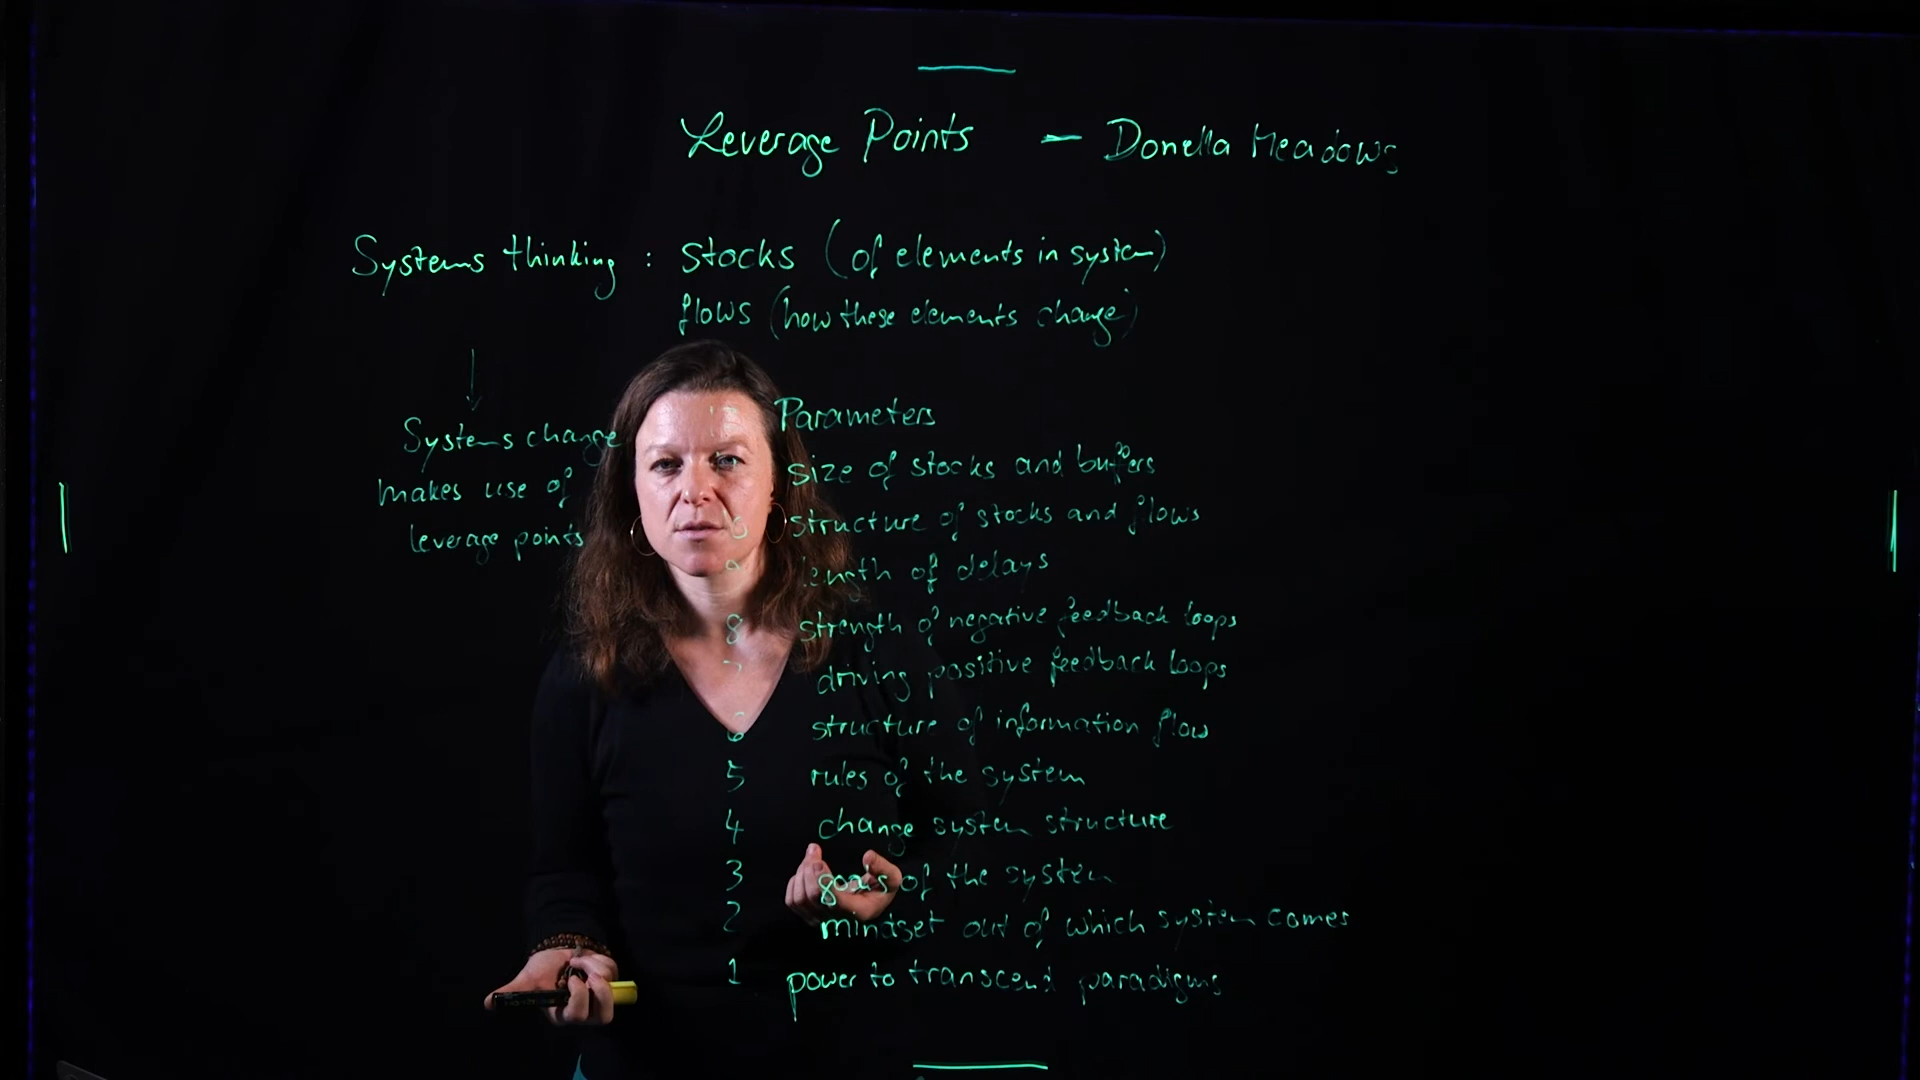 Leverage Points — Donella Meadows
Systems thinking : stocks (of elements in system)
flows (how these elements change)
↓
Systems change
makes use of
leverage points
12 Parameters
size of stocks and buffers
structure of stocks and flows
9 length of delays
8 strength of negative feedback loops
7 driving positive feedback loops
6 structure of information flow
5 rules of the system
4 change system structure
3 goals of the system
2 mindset out of which system comes
1 power to transcend paradigms